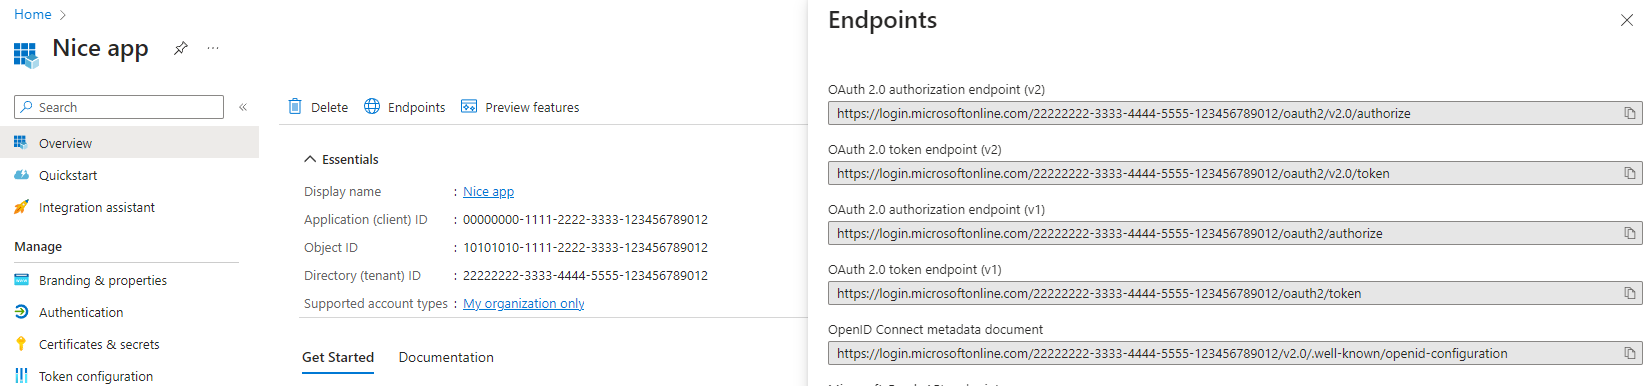 Home
Nice app
Search
Overview
Quickstart
Integration assistant
Manage
Branding & properties
Authentication
Certificates & secrets
Token configuration
Delete Endpoints Preview features
Essentials
Display name : Nice app
Application (client) ID : 00000000-1111-2222-3333-123456789012
Object ID : 10101010-1111-2222-3333-123456789012
Directory (tenant) ID : 22222222-3333-4444-5555-123456789012
Supported account types : My organization only
Get Started Documentation
Endpoints
OAuth 2.0 authorization endpoint (v2)
https://login.microsoftonline.com/22222222-3333-4444-5555-123456789012/oauth2/v2.0/authorize
OAuth 2.0 token endpoint (v2)
https://login.microsoftonline.com/22222222-3333-4444-5555-123456789012/oauth2/v2.0/token
OAuth 2.0 authorization endpoint (v1)
https://login.microsoftonline.com/22222222-3333-4444-5555-123456789012/oauth2/authorize
OAuth 2.0 token endpoint (v1)
https://login.microsoftonline.com/22222222-3333-4444-5555-123456789012/oauth2/token
OpenID Connect metadata document
https://login.microsoftonline.com/22222222-3333-4444-5555-123456789012/v2.0/.well-known/openid-configuration